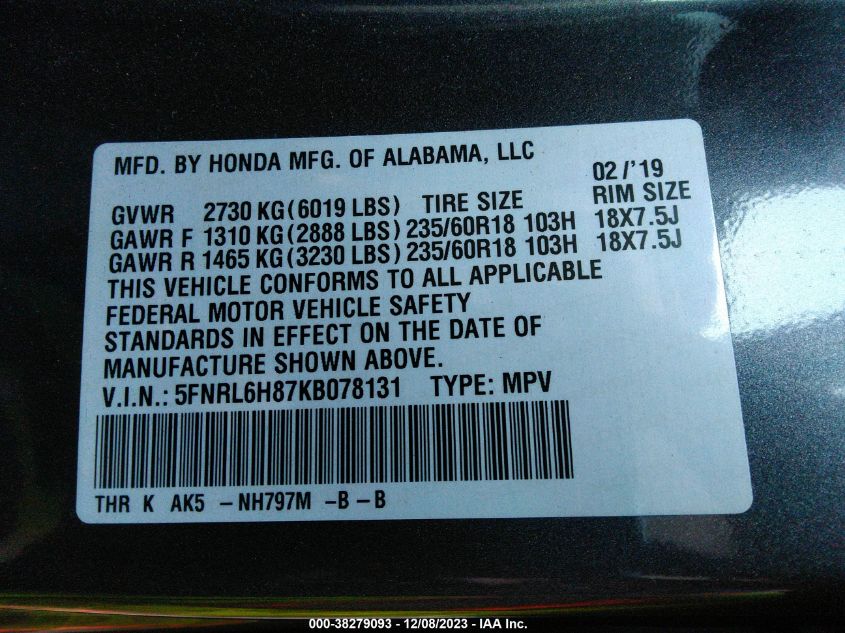 MFD. BY HONDA MFG. OF ALABAMA, LLC
02/'19
GVWR 2730 KG(6019 LBS) TIRE SIZE RIM SIZE
GAWR F 1310 KG(2888 LBS) 235/60R18 103H 18X7.5J
GAWR R 1465 KG(3230 LBS) 235/60R18 103H 18X7.5J
THIS VEHICLE CONFORMS TO ALL APPLICABLE
FEDERAL MOTOR VEHICLE SAFETY
STANDARDS IN EFFECT ON THE DATE OF
MANUFACTURE SHOWN ABOVE.
V.I.N.: 5FNRL6H87KB078131 TYPE: MPV
THR K AK5 -NH797M -B-B
000-38279093 - 12/08/2023 - IAA Inc.